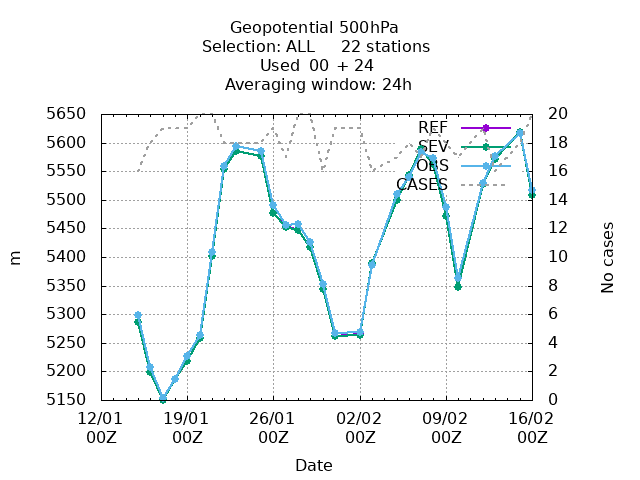 Geopotential 500hPa
Selection: ALL 22 stations
Used 00 + 24
Averaging window: 24h
5650
5600
5550
5500
5450
5400
5350
5300
5250
5200
5150
m
20
18
16
14
12
10
8
6
4
2
0
No cases
REF
SEV
OBS
CASES
12/01 19/01 26/01 02/02 09/02 16/02
00Z 00Z 00Z 00Z 00Z 00Z
Date